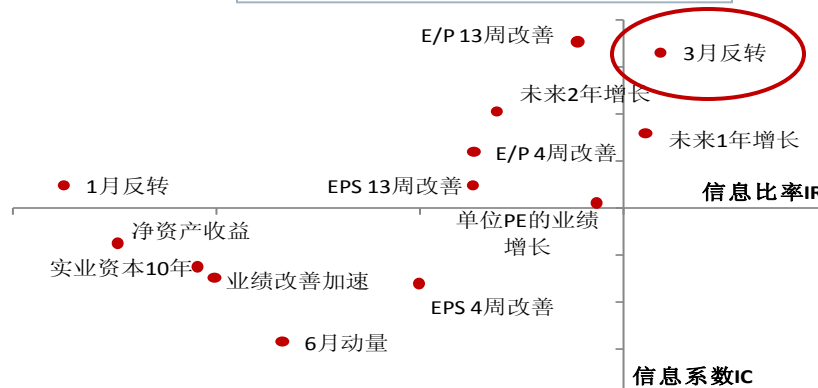 E/P 13周改善
3月反转
未来2年增长
未来1年增长
E/P 4周改善
1月反转
EPS 13周改善
信息比率IR
单位PE的业绩
增长
净资产收益
实业资本10年
业绩改善加速
EPS 4周改善
6月动量
信息系数IC